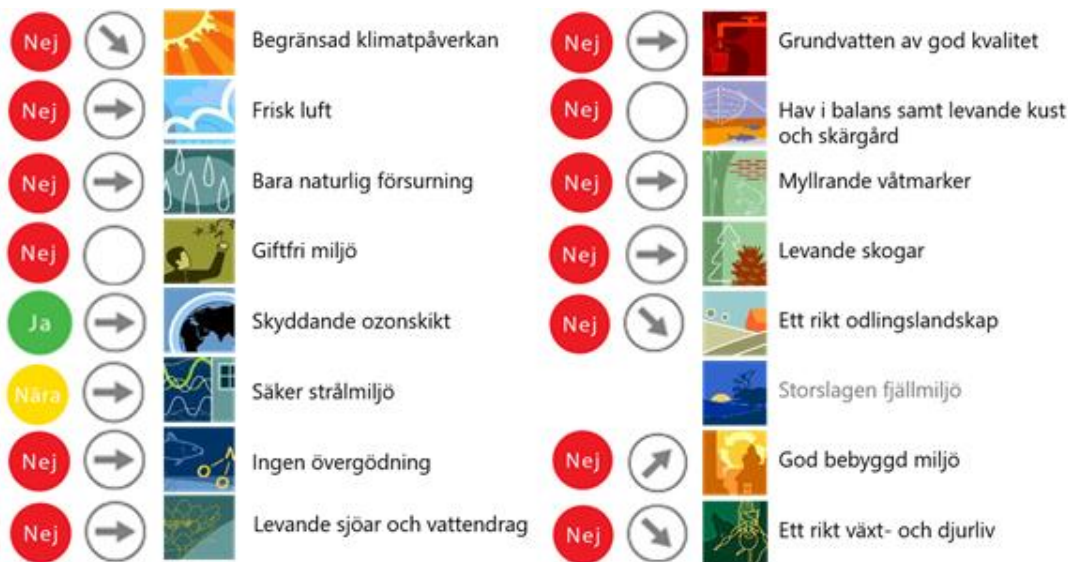 Nej Begränsad klimatpåverkan
Nej Frisk luft
Nej Bara naturlig försurning
Nej Giftfri miljö
Ja Skyddande ozonskikt
Nära Säker strålmiljö
Nej Ingen övergödning
Nej Levande sjöar och vattendrag
Nej Grundvatten av god kvalitet
Nej Hav i balans samt levande kust
och skärgård
Nej Myllrande våtmarker
Nej Levande skogar
Nej Ett rikt odlingslandskap
Storslagen fjällmiljö
Nej God bebyggd miljö
Nej Ett rikt växt- och djurliv